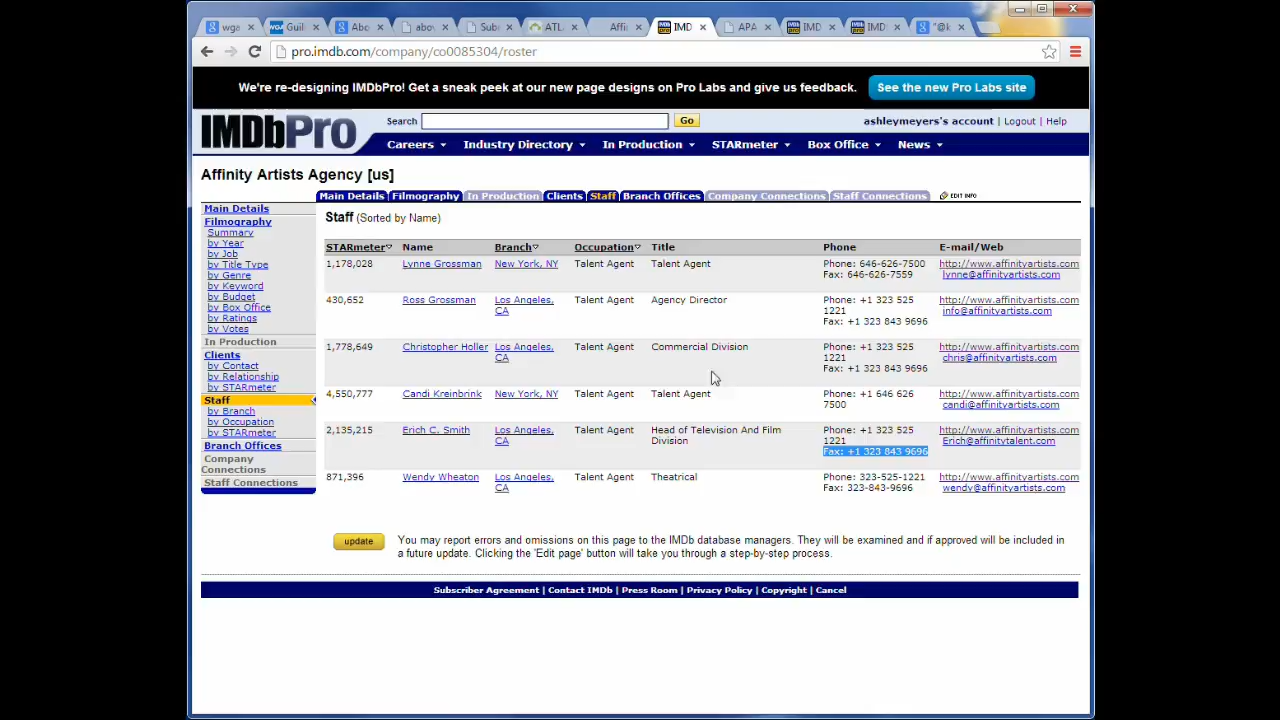 wga
Guil
Abo
abov
Subs
ATL
Affi
IMD
APA
IMD
IMD
"@k
pro.imdb.com/company/co0085304/roster
We're re-designing IMDbPro! Get a sneak peek at our new page designs on Pro Labs and give us feedback. See the new Pro Labs site
IMDbPro
Search Go
ashleymeyers's account | Logout | Help
Careers Industry Directory In Production STARmeter Box Office News
Affinity Artists Agency [us]
Main Details Filmography In Production Clients Staff Branch Offices Company Connections Staff Connections EDIT INFO
Main Details
Filmography
Summary
by Year
by Job
by Title Type
by Genre
by Keyword
by Budget
by Box Office
by Ratings
by Votes
In Production
Clients
by Contact
by Relationship
by STARmeter
Staff
by Branch
by Occupation
by STARmeter
Branch Offices
Company
Connections
Staff Connections
Staff (Sorted by Name)
STARmeter Name Branch Occupation Title Phone E-mail/Web
1,178,028 Lynne Grossman New York, NY Talent Agent Talent Agent Phone: 646-626-7500 http://www.affinityartists.com
Fax: 646-626-7559 lynne@affinityartists.com
430,652 Ross Grossman Los Angeles, Talent Agent Agency Director Phone: +1 323 525 http://www.affinityartists.com
CA 1221 info@affinityartists.com
Fax: +1 323 843 9696
1,778,649 Christopher Holler Los Angeles, Talent Agent Commercial Division Phone: +1 323 525 http://www.affinityartists.com
CA 1221 chris@affinityartists.com
Fax: +1 323 843 9696
4,550,777 Candi Kreinbrink New York, NY Talent Agent Talent Agent Phone: +1 646 626 http://www.affinityartists.com
7500 candi@affinityartists.com
2,135,215 Erich C. Smith Los Angeles, Talent Agent Head of Television And Film Phone: +1 323 525 http://www.affinityartists.com
CA Division 1221 Erich@affinitytalent.com
Fax: +1 323 843 9696
871,396 Wendy Wheaton Los Angeles, Talent Agent Theatrical Phone: 323-525-1221 http://www.affinityartists.com
CA Fax: 323-843-9696 wendy@affinityartists.com
update You may report errors and omissions on this page to the IMDb database managers. They will be examined and if approved will be included in
a future update. Clicking the 'Edit page' button will take you through a step-by-step process.
Subscriber Agreement | Contact IMDb | Press Room | Privacy Policy | Copyright | Cancel